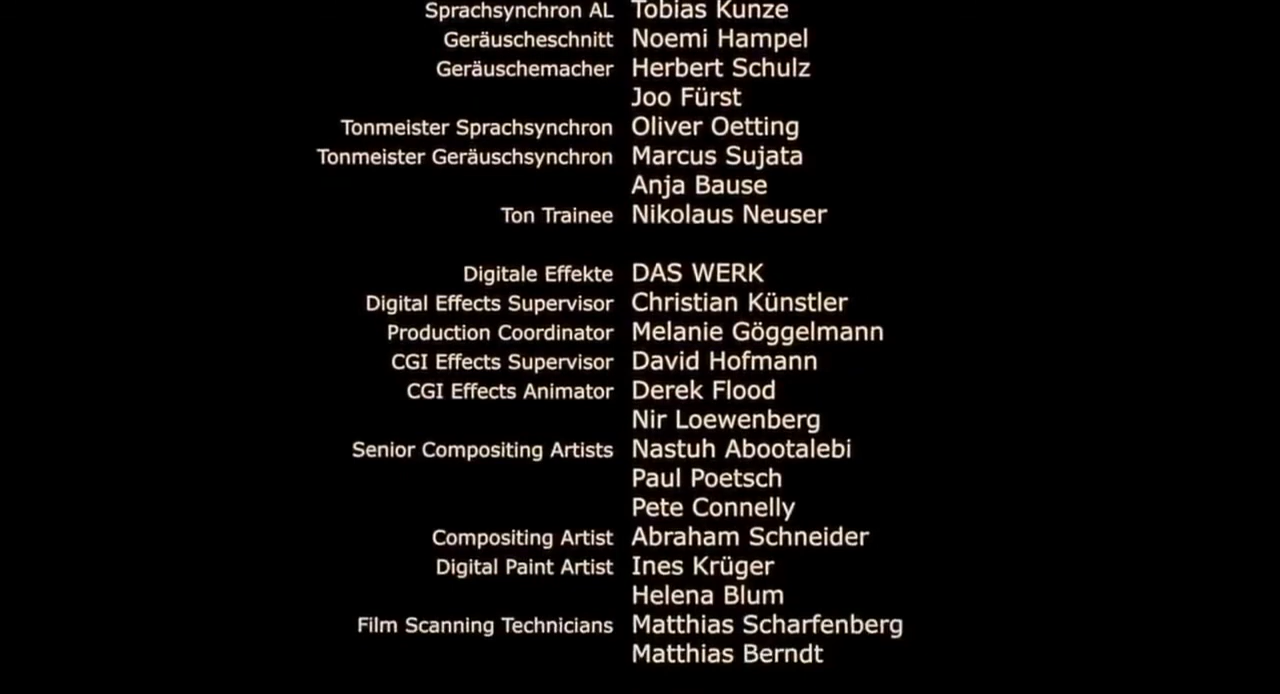 Sprachsynchron AL Tobias Kunze
Geräuscheschnitt Noemi Hampel
Geräuschemacher Herbert Schulz
Joo Fürst
Tonmeister Sprachsynchron Oliver Oetting
Tonmeister Geräuschsynchron Marcus Sujata
Anja Bause
Ton Trainee Nikolaus Neuser
Digitale Effekte DAS WERK
Digital Effects Supervisor Christian Künstler
Production Coordinator Melanie Göggelmann
CGI Effects Supervisor David Hofmann
CGI Effects Animator Derek Flood
Nir Loewenberg
Senior Compositing Artists Nastuh Abootalebi
Paul Poetsch
Pete Connelly
Compositing Artist Abraham Schneider
Digital Paint Artist Ines Krüger
Helena Blum
Film Scanning Technicians Matthias Scharfenberg
Matthias Berndt